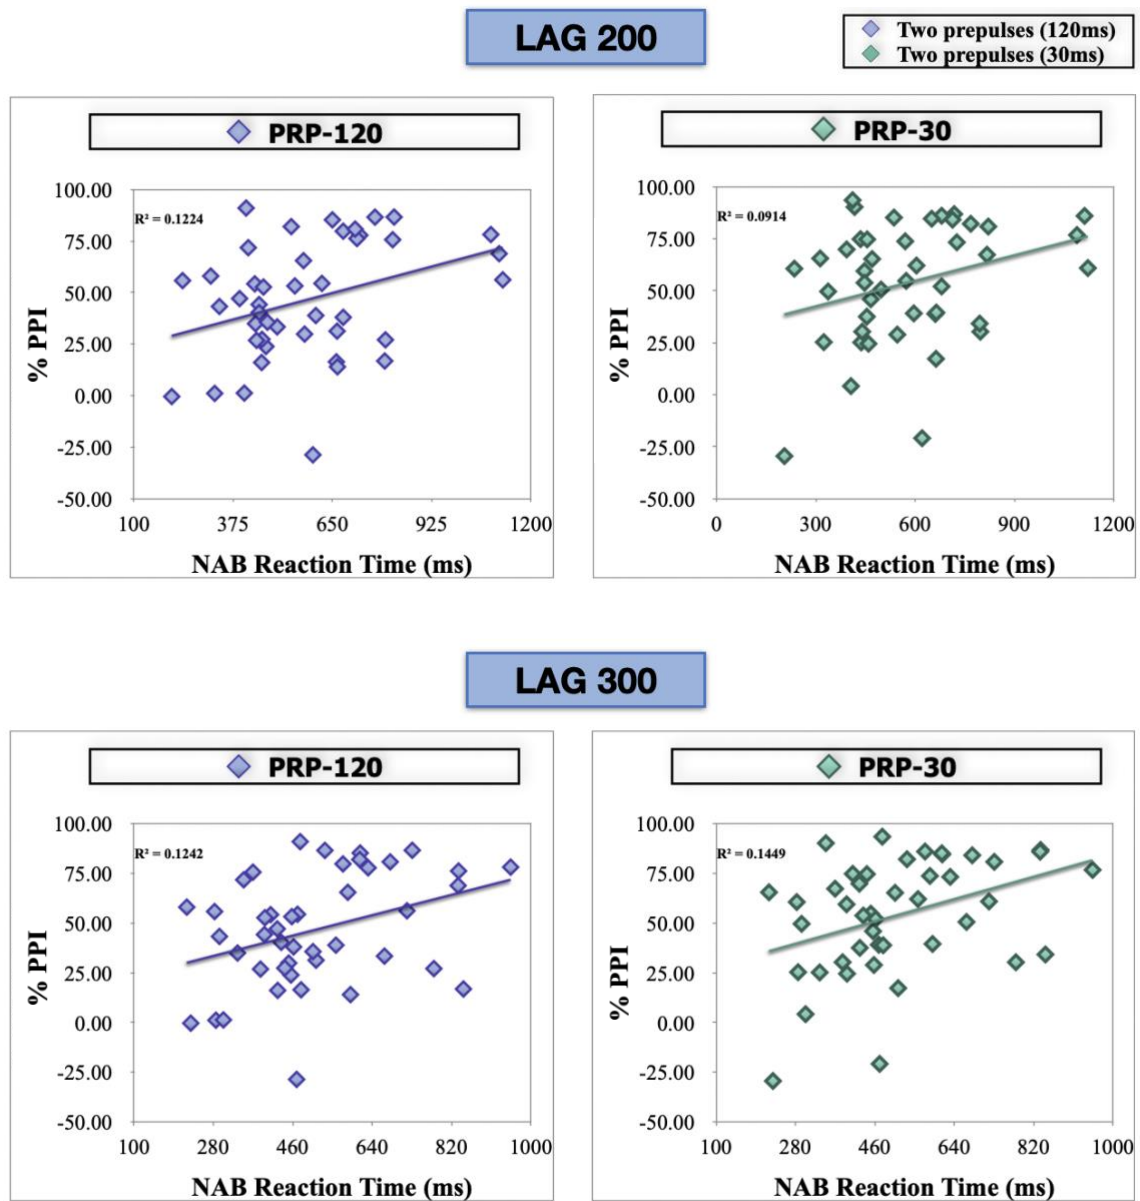 LAG 200
Two prepulses (120ms)
Two prepulses (30ms)
PRP-120
R² = 0.1224
100.00
75.00
50.00
25.00
0.00
-25.00
-50.00
% PPI
100 375 650 925 1200
NAB Reaction Time (ms)
PRP-30
R² = 0.0914
100.00
75.00
50.00
25.00
0.00
-25.00
-50.00
% PPI
0 300 600 900 1200
NAB Reaction Time (ms)
LAG 300
PRP-120
R² = 0.1242
100.00
75.00
50.00
25.00
0.00
-25.00
-50.00
% PPI
100 280 460 640 820 1000
NAB Reaction Time (ms)
PRP-30
R² = 0.1449
100.00
75.00
50.00
25.00
0.00
-25.00
-50.00
% PPI
100 280 460 640 820 1000
NAB Reaction Time (ms)